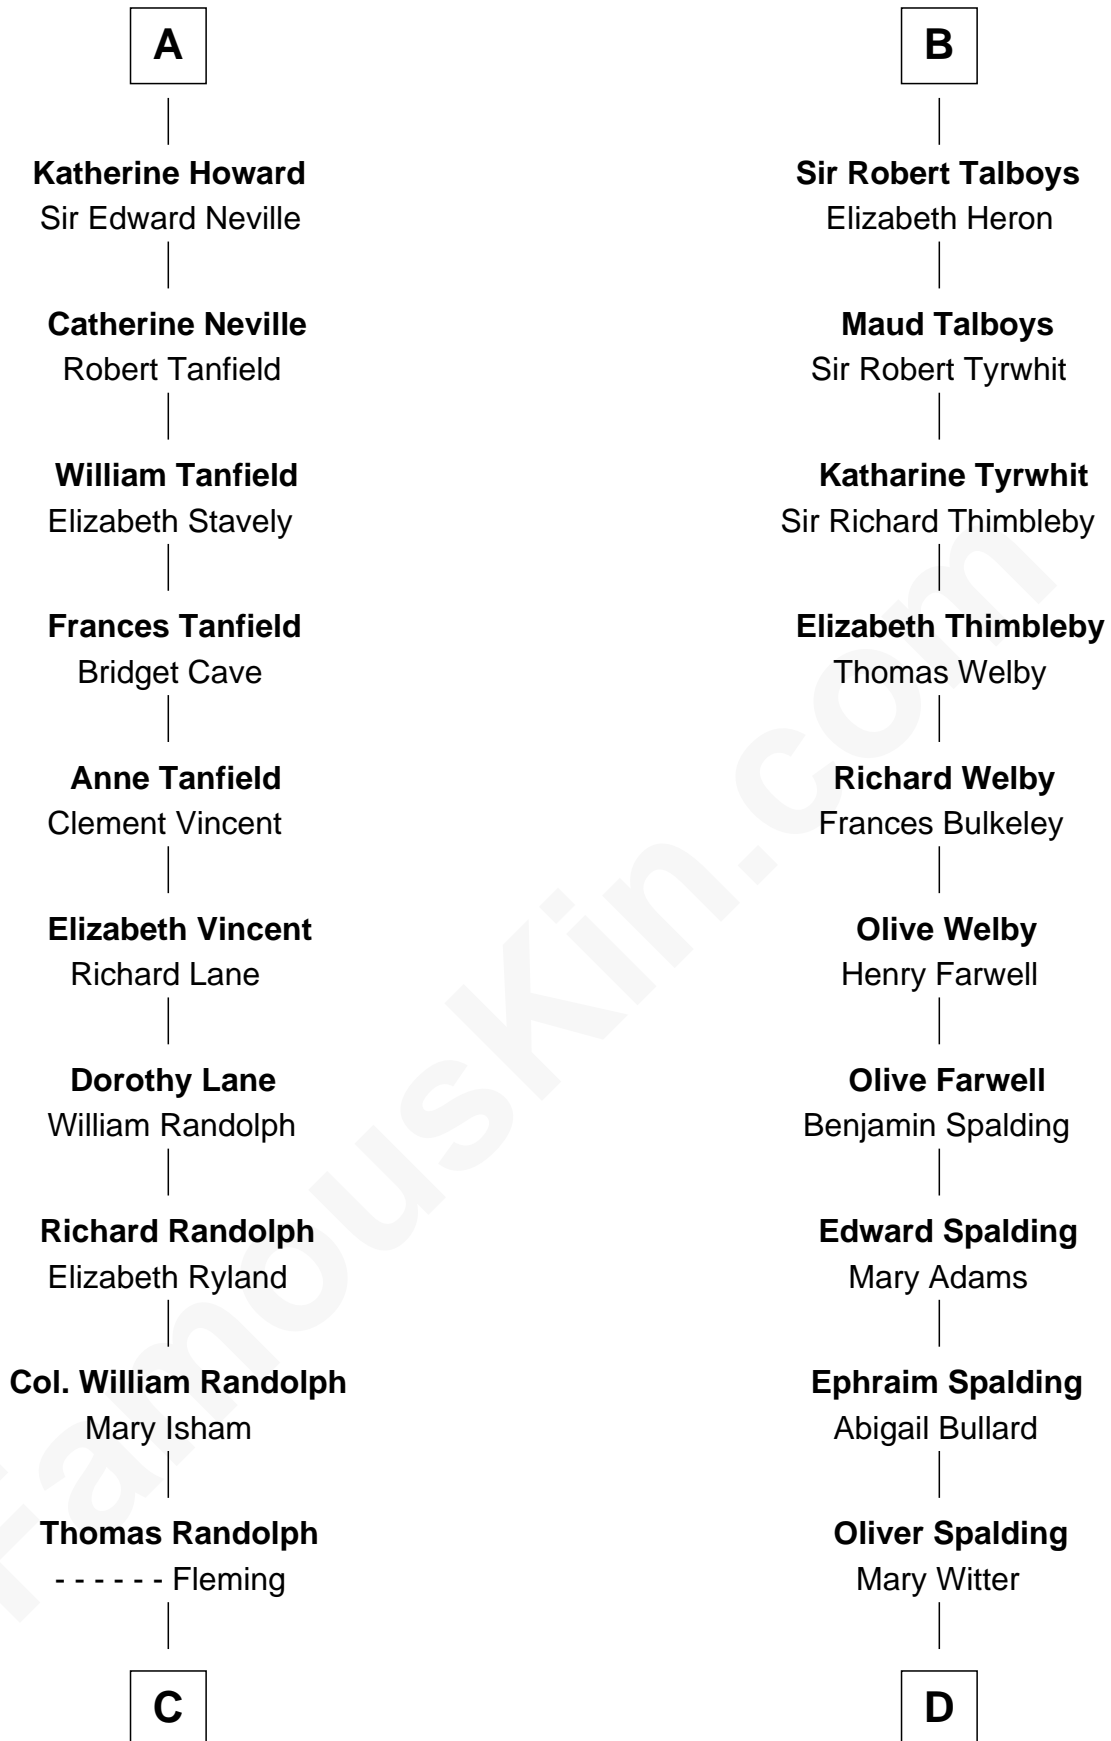 A
Katherine Howard
Sir Edward Neville
Catherine Neville
Robert Tanfield
William Tanfield
Elizabeth Stavely
Frances Tanfield
Bridget Cave
Anne Tanfield
Clement Vincent
Elizabeth Vincent
Richard Lane
Dorothy Lane
William Randolph
Richard Randolph
Elizabeth Ryland
Col. William Randolph
Mary Isham
Thomas Randolph
- - - - - - Fleming
C
B
Sir Robert Talboys
Elizabeth Heron
Maud Talboys
Sir Robert Tyrwhit
Katharine Tyrwhit
Sir Richard Thimbleby
Elizabeth Thimbleby
Thomas Welby
Richard Welby
Frances Bulkeley
Olive Welby
Henry Farwell
Olive Farwell
Benjamin Spalding
Edward Spalding
Mary Adams
Ephraim Spalding
Abigail Bullard
Oliver Spalding
Mary Witter
D
FamousKin.com